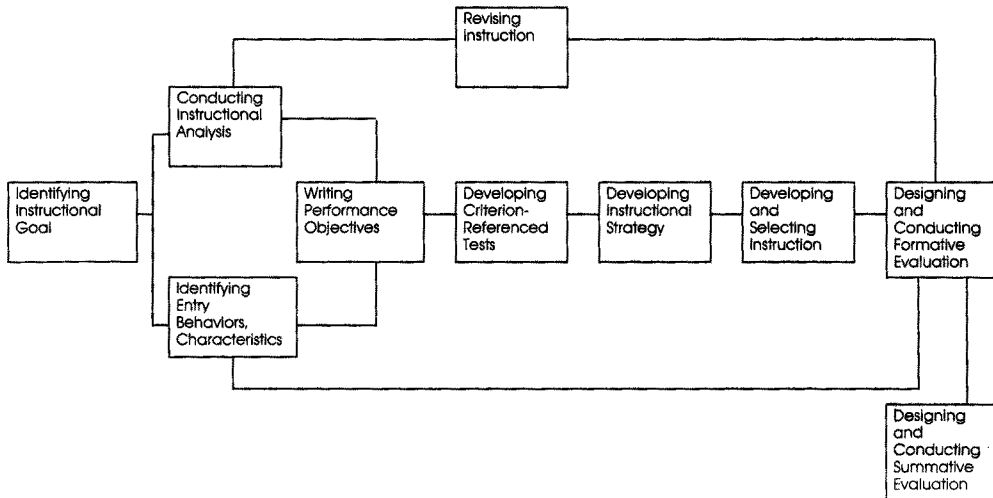 Revising
instruction
Conducting
Instructional
Analysis
Identifying
Instructional
Goal
Writing
Performance
Objectives
Developing
Criterion-
Referenced
Tests
Developing
Instructional
Strategy
Developing
and
Selecting
Instruction
Designing
and
Conducting
Formative
Evaluation
Identifying
Entry
Behaviors,
Characteristics
Designing
and
Conducting
Summative
Evaluation